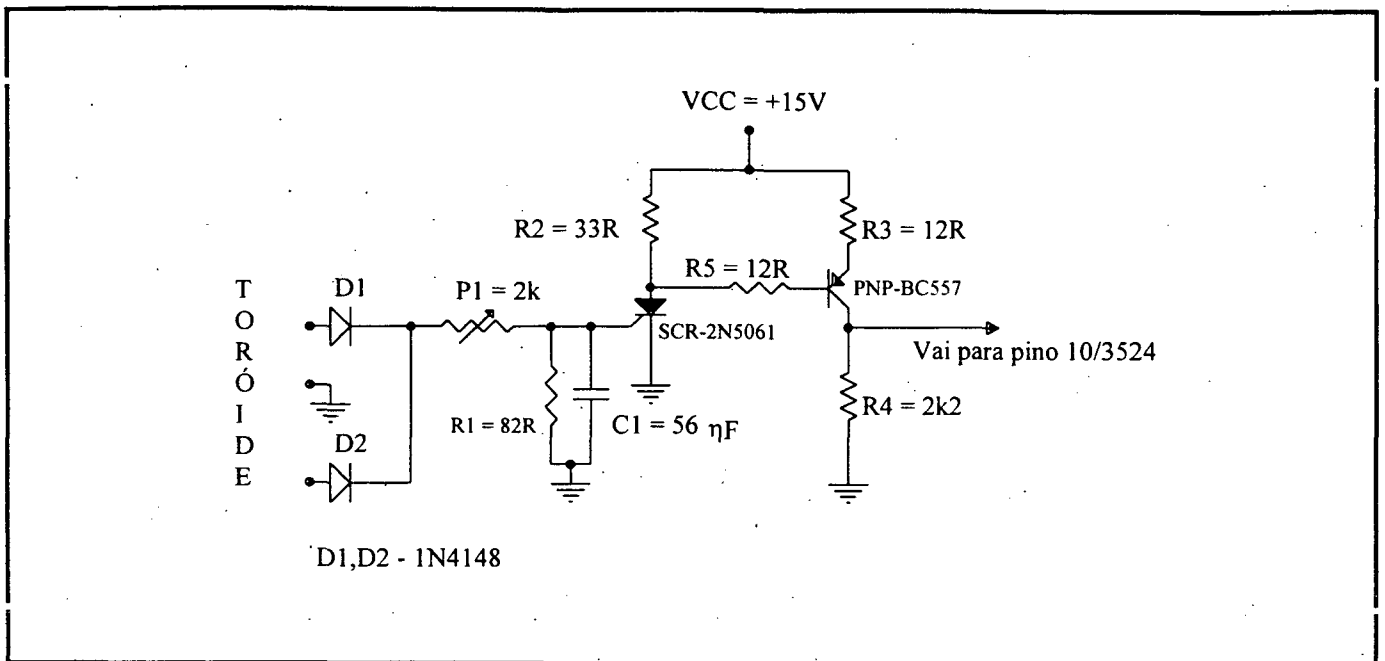 VCC = +15V
R2 = 33R
R3 = 12R
R5 = 12R
PNP-BC557
TORÓIDE
D1
P1 = 2k
SCR-2N5061
Vai para pino 10/3524
R1 = 82R
C1 = 56 ηF
R4 = 2k2
D2
D1,D2 - 1N4148